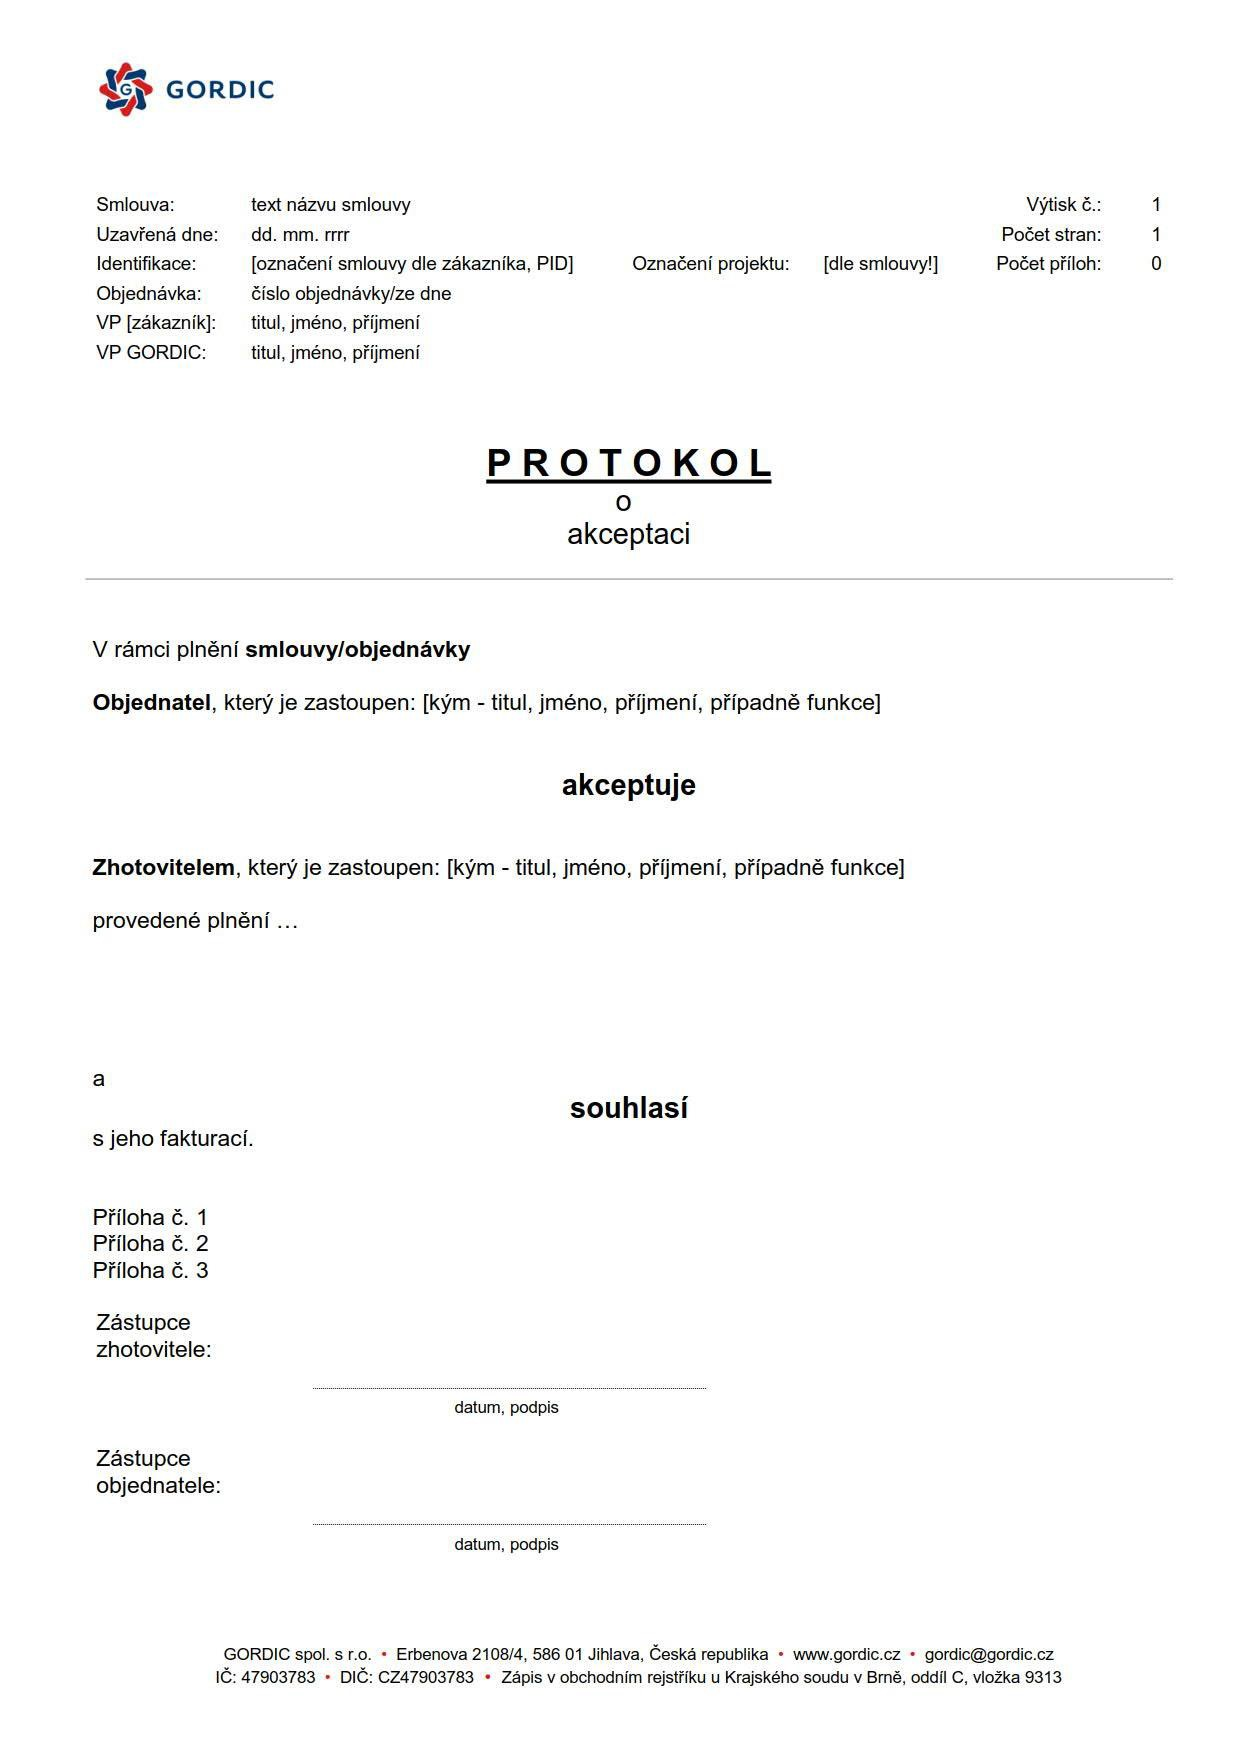 G GORDIC
Smlouva: text názvu smlouvy Výtisk č.: 1
Uzavřená dne: dd. mm. rrrr Počet stran: 1
Identifikace: [označení smlouvy dle zákazníka, PID] Označení projektu: [dle smlouvy!] Počet příloh: 0
Objednávka: číslo objednávky/ze dne
VP [zákazník]: titul, jméno, příjmení
VP GORDIC: titul, jméno, příjmení
P R O T O K O L
o
akceptaci
V rámci plnění smlouvy/objednávky
Objednatel, který je zastoupen: [kým - titul, jméno, příjmení, případně funkce]
akceptuje
Zhotovitelem, který je zastoupen: [kým - titul, jméno, příjmení, případně funkce]
provedené plnění …
a
souhlasí
s jeho fakturací.
Příloha č. 1
Příloha č. 2
Příloha č. 3
Zástupce
zhotovitele:
datum, podpis
Zástupce
objednatele:
datum, podpis
GORDIC spol. s r.o. • Erbenova 2108/4, 586 01 Jihlava, Česká republika • www.gordic.cz • gordic@gordic.cz
IČ: 47903783 • DIČ: CZ47903783 • Zápis v obchodním rejstříku u Krajského soudu v Brně, oddíl C, vložka 9313